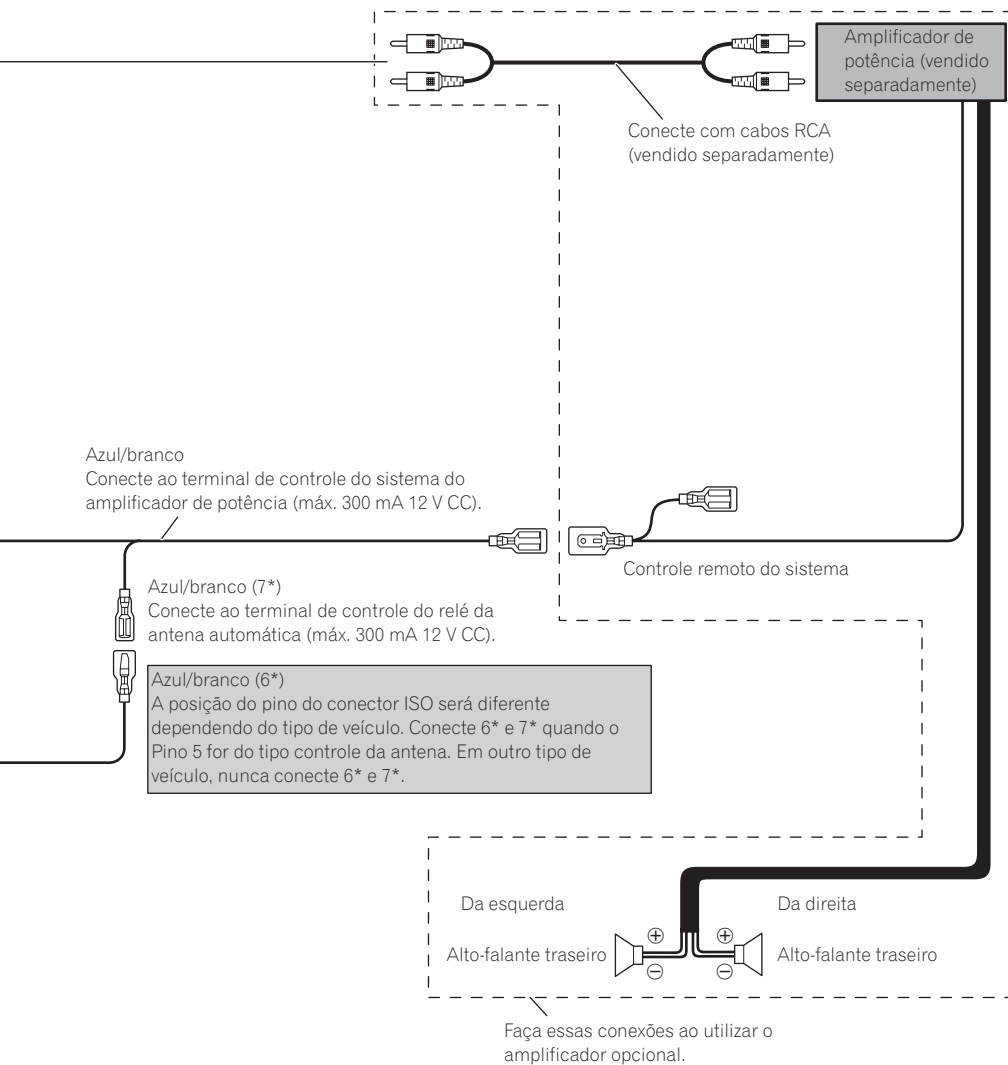 Amplificador de
potência (vendido
separadamente)
Conecte com cabos RCA
(vendido separadamente)
Azul/branco
Conecte ao terminal de controle do sistema do
amplificador de potência (máx. 300 mA 12 V CC).
Controle remoto do sistema
Azul/branco (7*)
Conecte ao terminal de controle do relé da
antena automática (máx. 300 mA 12 V CC).
Azul/branco (6*)
A posição do pino do conector ISO será diferente
dependendo do tipo de veículo. Conecte 6* e 7* quando o
Pino 5 for do tipo controle da antena. Em outro tipo de
veículo, nunca conecte 6* e 7*.
Da esquerda
Da direita
Alto-falante traseiro
+
+
Alto-falante traseiro
−
−
Faça essas conexões ao utilizar o
amplificador opcional.